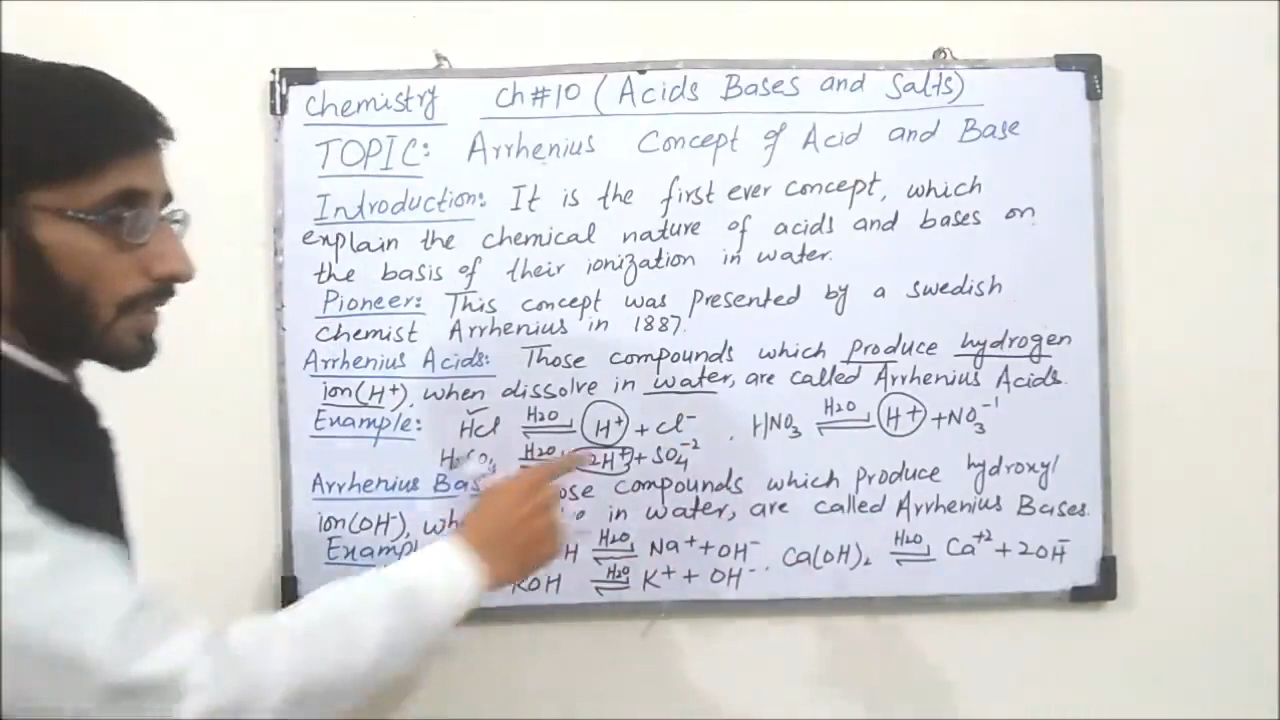 Chemistry Ch#10 (Acids Bases and Salts)
TOPIC: Arrhenius Concept of Acid and Base
Introduction: It is the first ever concept, which
explain the chemical nature of acids and bases on
the basis of their ionization in water.
Pioneer: This concept was presented by a swedish
chemist Arrhenius in 1887.
Arrhenius Acids: Those compounds which produce hydrogen
ion(H+), when dissolve in water, are called Arrhenius Acids.
Example: HCl ⇌ H2O H+ + Cl- . HNO3 ⇌ H2O H+ + NO3-1
H2SO4 ⇌ H2O 2H+ + SO4-2
Arrhenius Bas ose compounds which produce hydroxyl
ion(OH-), wh in water, are called Arrhenius Bases.
Exampl H ⇌ H2O Na+ + OH- . Ca(OH)2 ⇌ H2O Ca+2 + 2OH-
KOH ⇌ H2O K+ + OH-